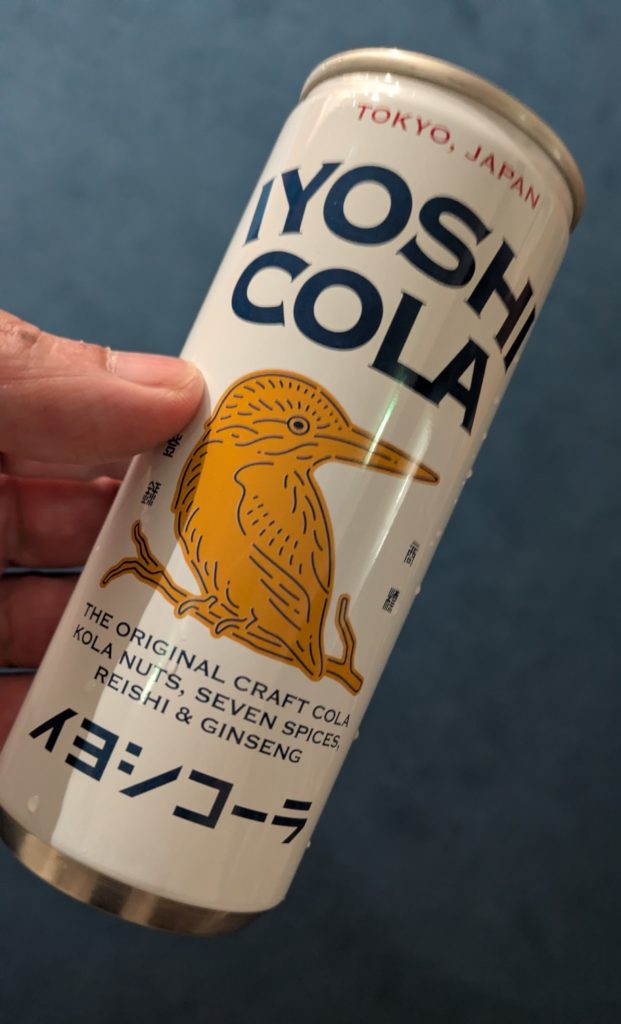 TOKYO, JAPAN
IYOSHI
COLA
THE ORIGINAL CRAFT COLA
KOLA NUTS, SEVEN SPICES,
REISHI & GINSENG
イヨシコーラ